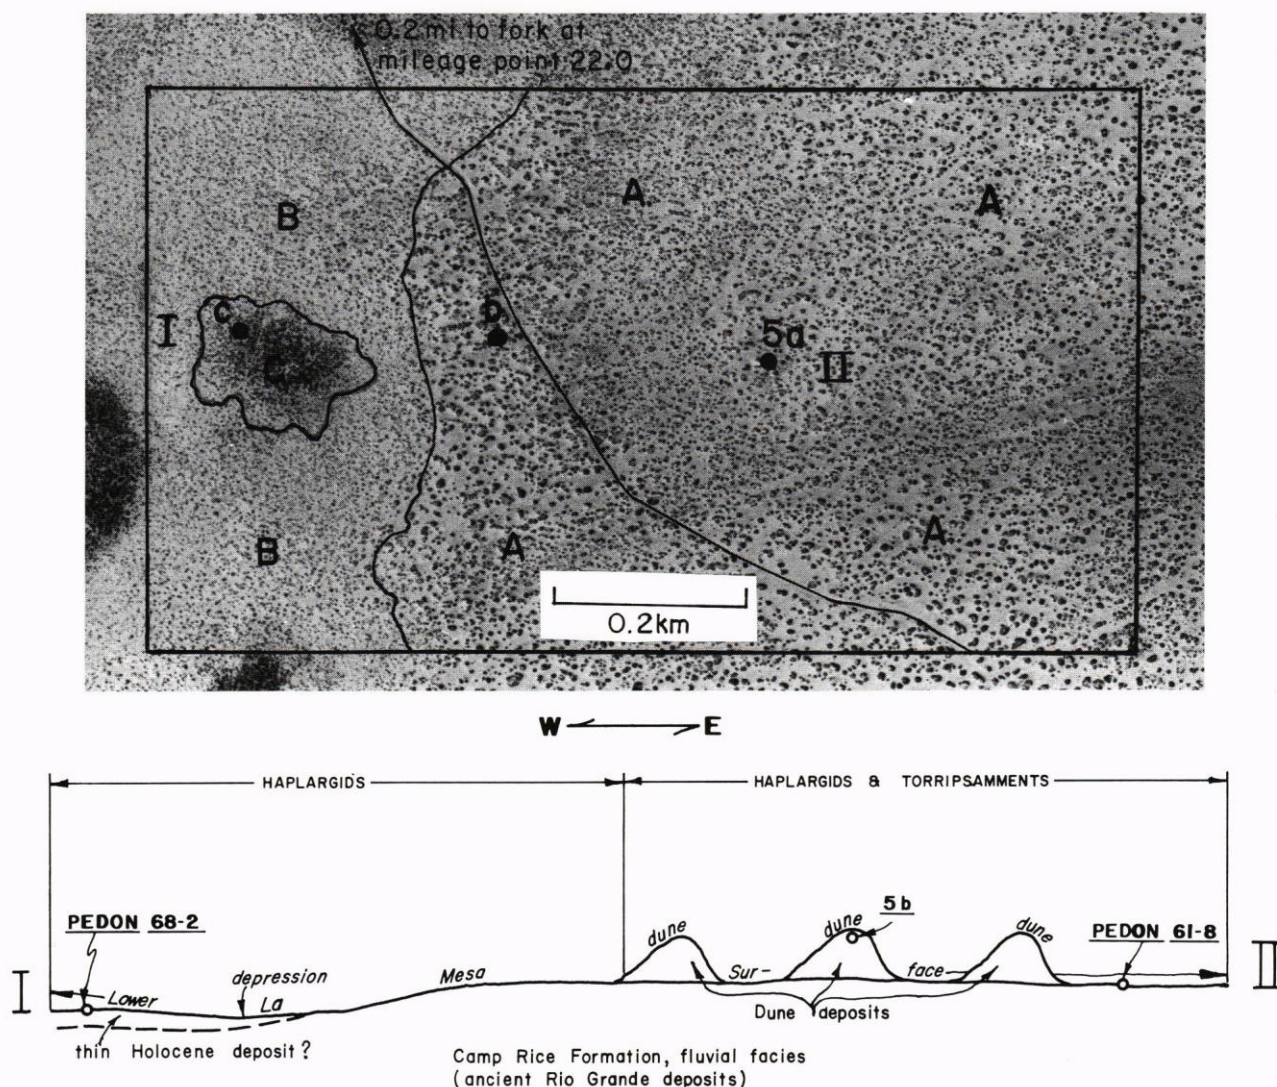 0.2 mi to fork at
mileage point 22.0
A
A
B
b
c
5a
I
C
II
B
A
A
0.2km
W E
HAPLARGIDS
HAPLARGIDS & TORRIPSAMMENTS
PEDON 68-2
5b
dune
dune
dune
PEDON 61-8
I
II
depression
Mesa
Sur-
face
Lower
La
Dune deposits
thin Holocene deposit?
Camp Rice Formation, fluvial facies
(ancient Rio Grande deposits)